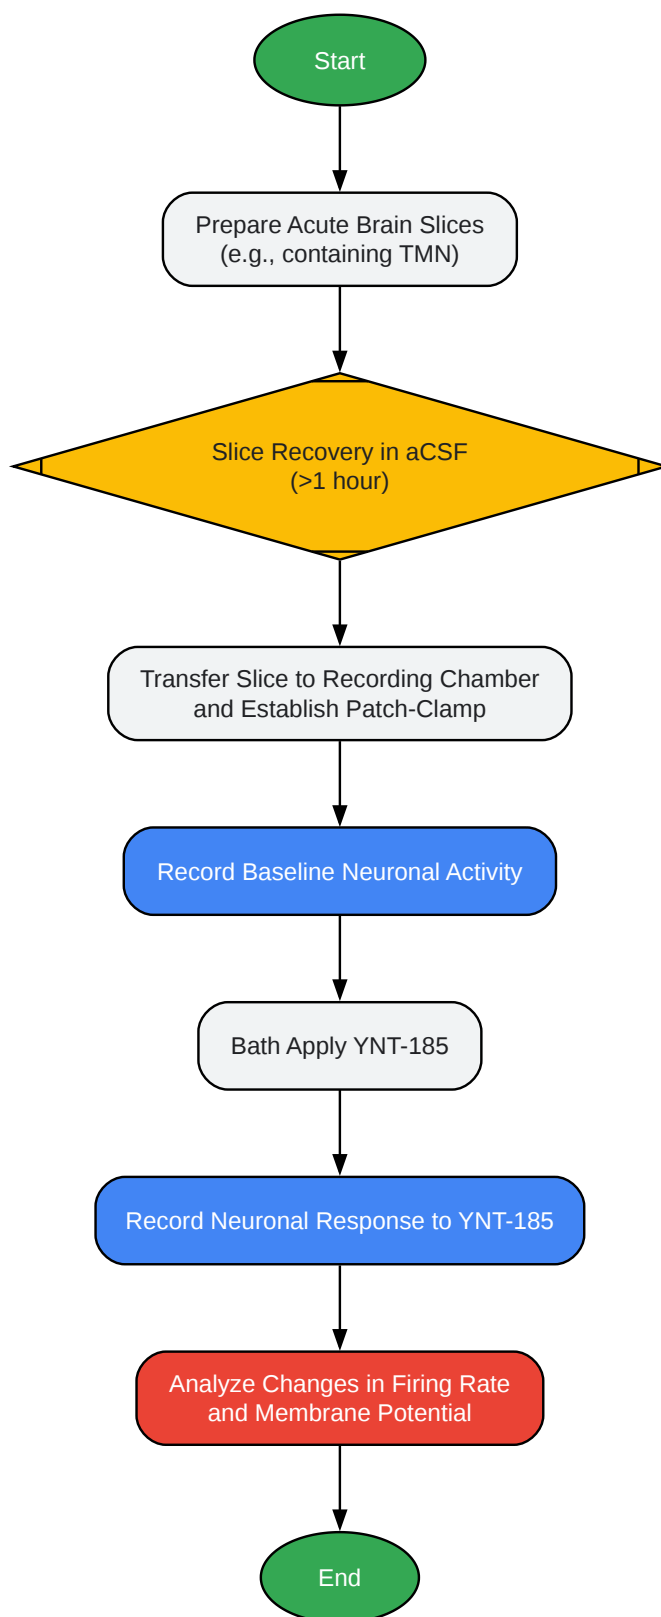 Start
Prepare Acute Brain Slices
(e.g., containing TMN)
Slice Recovery in aCSF
(>1 hour)
Transfer Slice to Recording Chamber
and Establish Patch-Clamp
Record Baseline Neuronal Activity
Bath Apply YNT-185
Record Neuronal Response to YNT-185
Analyze Changes in Firing Rate
and Membrane Potential
End